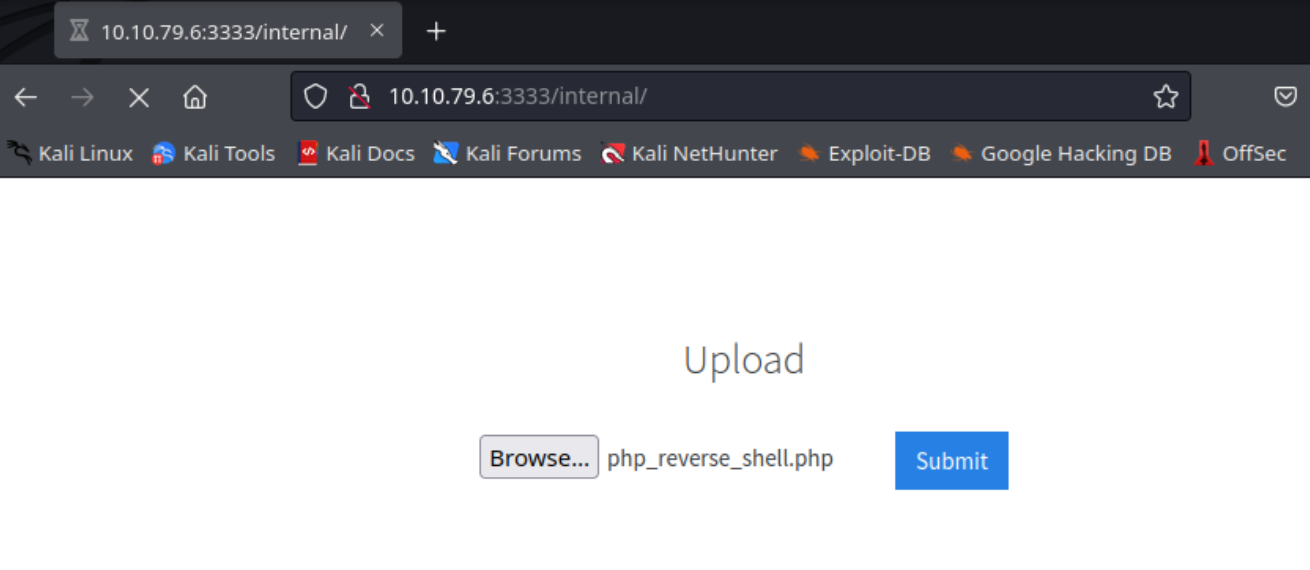 10.10.79.6:3333/internal/
10.10.79.6:3333/internal/
Kali Linux Kali Tools Kali Docs Kali Forums Kali NetHunter Exploit-DB Google Hacking DB OffSec
Upload
Browse... php_reverse_shell.php Submit